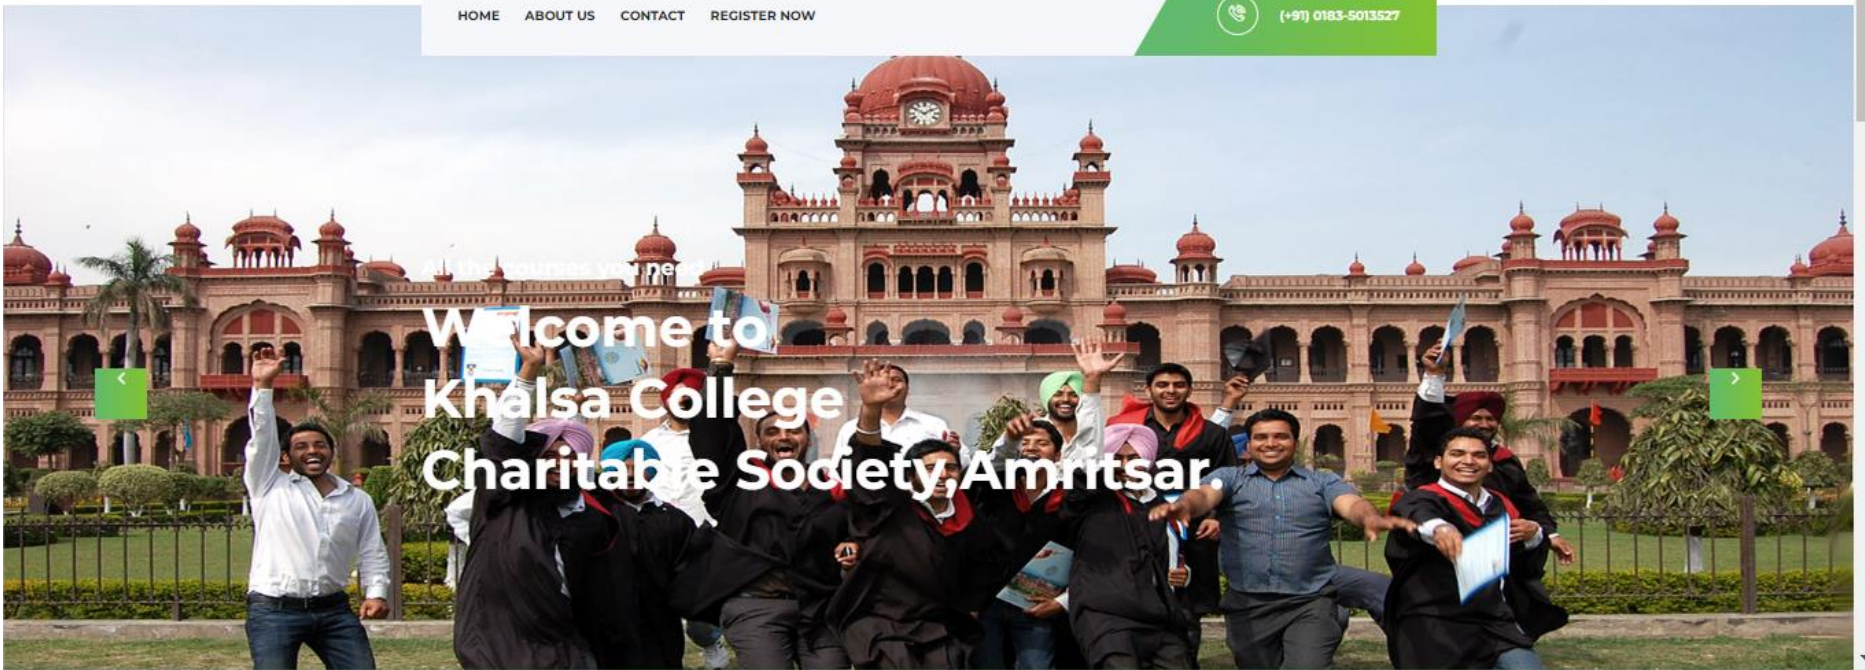 HOME ABOUT US CONTACT REGISTER NOW
(+91) 0183-5013527
All the courses you need
Welcome to
Khalsa College
Charitable Society,Amritsar.